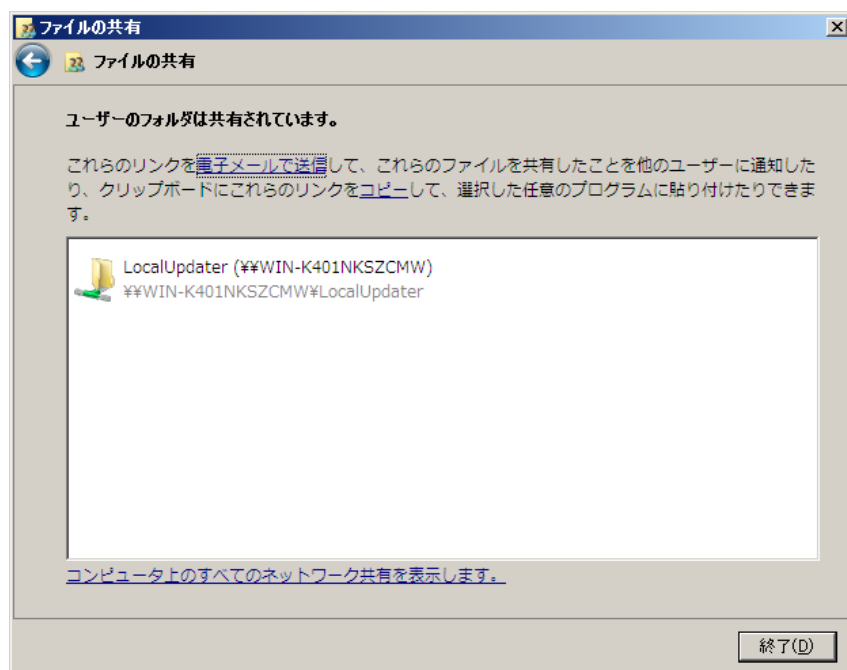 ファイルの共有
ファイルの共有
ユーザーのフォルダは共有されています。
これらのリンクを電子メールで送信して、これらのファイルを共有したことを他のユーザーに通知した
り、クリップボードにこれらのリンクをコピーして、選択した任意のプログラムに貼り付けたりできま
す。
LocalUpdater (¥¥WIN-K401NKSZCMW)
¥¥WIN-K401NKSZCMW¥LocalUpdater
コンピュータ上のすべてのネットワーク共有を表示します。
終了(D)